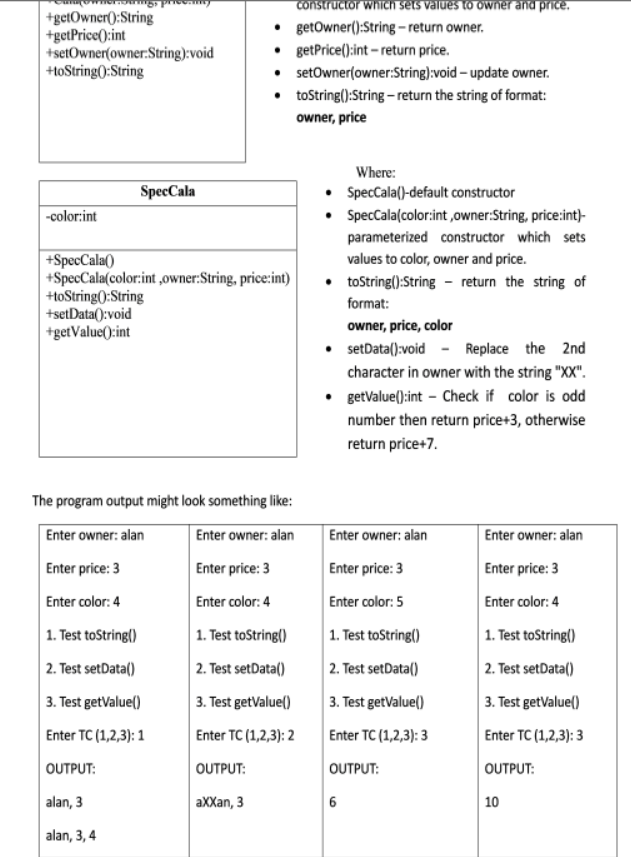 +Cala(owner:String, price:int)
+getOwner():String
+getPrice():int
+setOwner(owner:String):void
+toString():String
constructor which sets values to owner and price.
• getOwner():String – return owner.
• getPrice():int – return price.
• setOwner(owner:String):void – update owner.
• toString():String – return the string of format:
owner, price
SpecCala
-color:int
+SpecCala()
+SpecCala(color:int ,owner:String, price:int)
+toString():String
+setData():void
+getValue():int
Where:
• SpecCala()-default constructor
• SpecCala(color:int ,owner:String, price:int)-
parameterized constructor which sets
values to color, owner and price.
• toString():String – return the string of
format:
owner, price, color
• setData():void – Replace the 2nd
character in owner with the string "XX".
• getValue():int – Check if color is odd
number then return price+3, otherwise
return price+7.
The program output might look something like:
Enter owner: alan
Enter price: 3
Enter color: 4
1. Test toString()
2. Test setData()
3. Test getValue()
Enter TC (1,2,3): 1
OUTPUT:
alan, 3
alan, 3, 4
Enter owner: alan
Enter price: 3
Enter color: 4
1. Test toString()
2. Test setData()
3. Test getValue()
Enter TC (1,2,3): 2
OUTPUT:
aXXan, 3
Enter owner: alan
Enter price: 3
Enter color: 5
1. Test toString()
2. Test setData()
3. Test getValue()
Enter TC (1,2,3): 3
OUTPUT:
6
Enter owner: alan
Enter price: 3
Enter color: 4
1. Test toString()
2. Test setData()
3. Test getValue()
Enter TC (1,2,3): 3
OUTPUT:
10